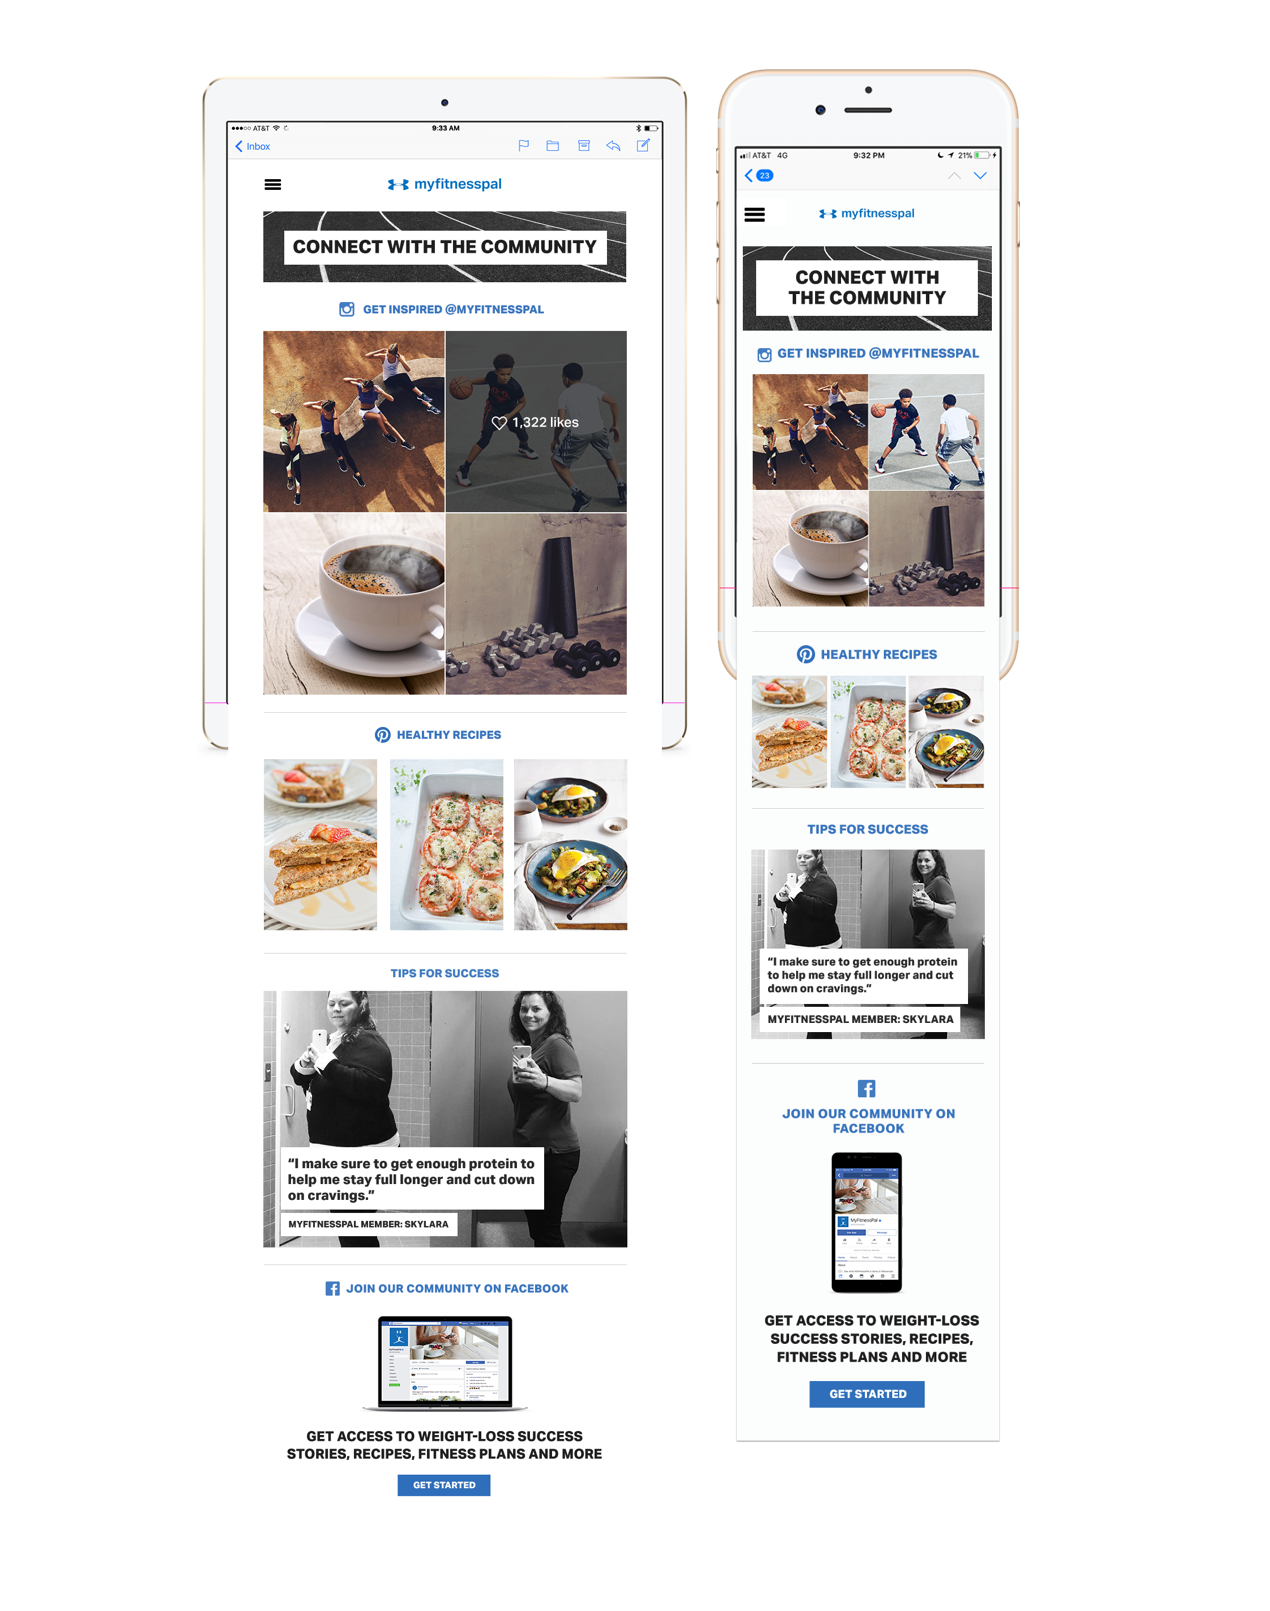 AT&T
9:33 AM
Inbox
myfitnesspal
CONNECT WITH THE COMMUNITY
GET INSPIRED @MYFITNESSPAL
1,322 likes
HEALTHY RECIPES
TIPS FOR SUCCESS
“I make sure to get enough protein to
help me stay full longer and cut down
on cravings.”
MYFITNESSPAL MEMBER: SKYLARA
JOIN OUR COMMUNITY ON FACEBOOK
GET ACCESS TO WEIGHT-LOSS SUCCESS
STORIES, RECIPES, FITNESS PLANS AND MORE
GET STARTED
AT&T 4G
9:32 PM
21%
23
myfitnesspal
CONNECT WITH
THE COMMUNITY
GET INSPIRED @MYFITNESSPAL
HEALTHY RECIPES
TIPS FOR SUCCESS
“I make sure to get enough protein
to help me stay full longer and cut
down on cravings.”
MYFITNESSPAL MEMBER: SKYLARA
JOIN OUR COMMUNITY ON
FACEBOOK
MyFitnessPal
GET ACCESS TO WEIGHT-LOSS
SUCCESS STORIES, RECIPES,
FITNESS PLANS AND MORE
GET STARTED